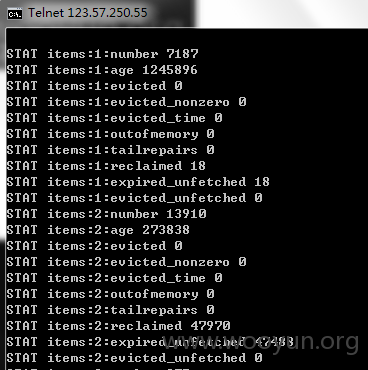 Telnet 123.57.250.55
STAT items:1:number 7187
STAT items:1:age 1245896
STAT items:1:evicted 0
STAT items:1:evicted_nonzero 0
STAT items:1:evicted_time 0
STAT items:1:outofmemory 0
STAT items:1:tailrepairs 0
STAT items:1:reclaimed 18
STAT items:1:expired_unfetched 18
STAT items:1:evicted_unfetched 0
STAT items:2:number 13910
STAT items:2:age 273838
STAT items:2:evicted 0
STAT items:2:evicted_nonzero 0
STAT items:2:evicted_time 0
STAT items:2:outofmemory 0
STAT items:2:tailrepairs 0
STAT items:2:reclaimed 47970
STAT items:2:expired_unfetched 47488
STAT items:2:evicted_unfetched 0
www.wooyun.org